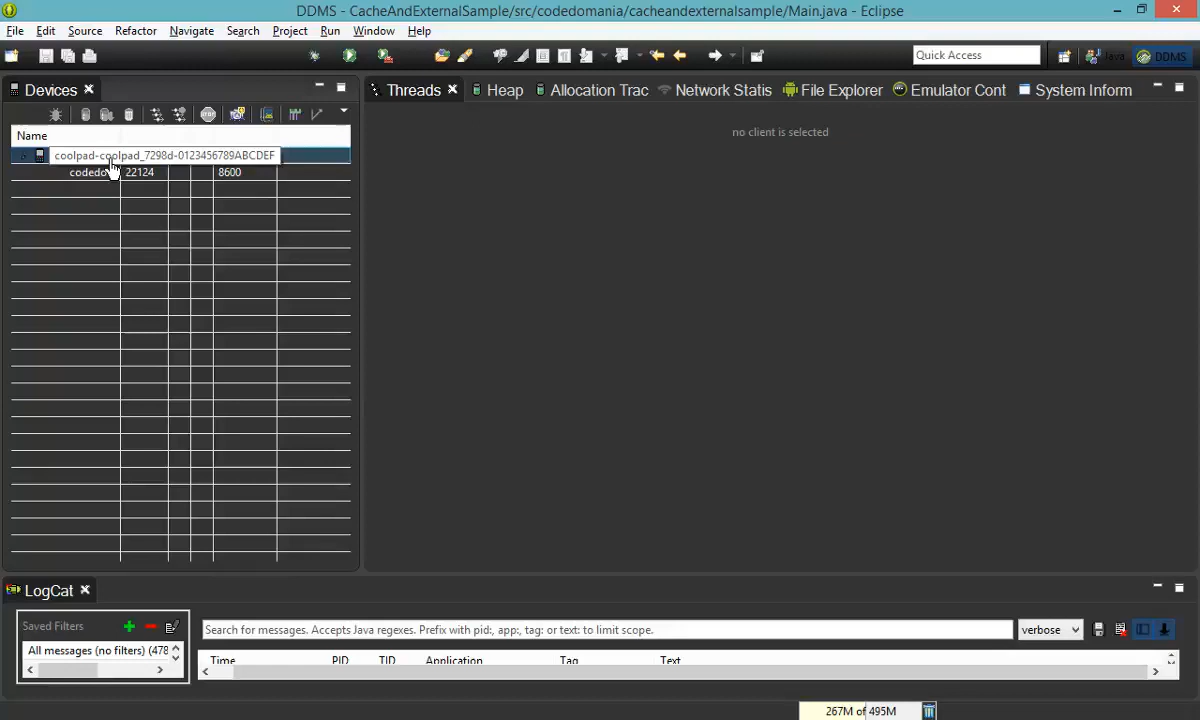 DDMS - CacheAndExternalSample/src/codedomania/cacheandexternalsample/Main.java - Eclipse
File Edit Source Refactor Navigate Search Project Run Window Help
Quick Access Java DDMS
Devices Threads Heap Allocation Trac Network Statis File Explorer Emulator Cont System Inform
Name
no client is selected
coolpad-coolpad_7298d-0123456789ABCDEF
codedo 22124 8600
LogCat
Saved Filters
Search for messages. Accepts Java regexes. Prefix with pid:, app:, tag: or text: to limit scope.
verbose
All messages (no filters) (478
Time PID TID Application Tag Text
267M of 495M